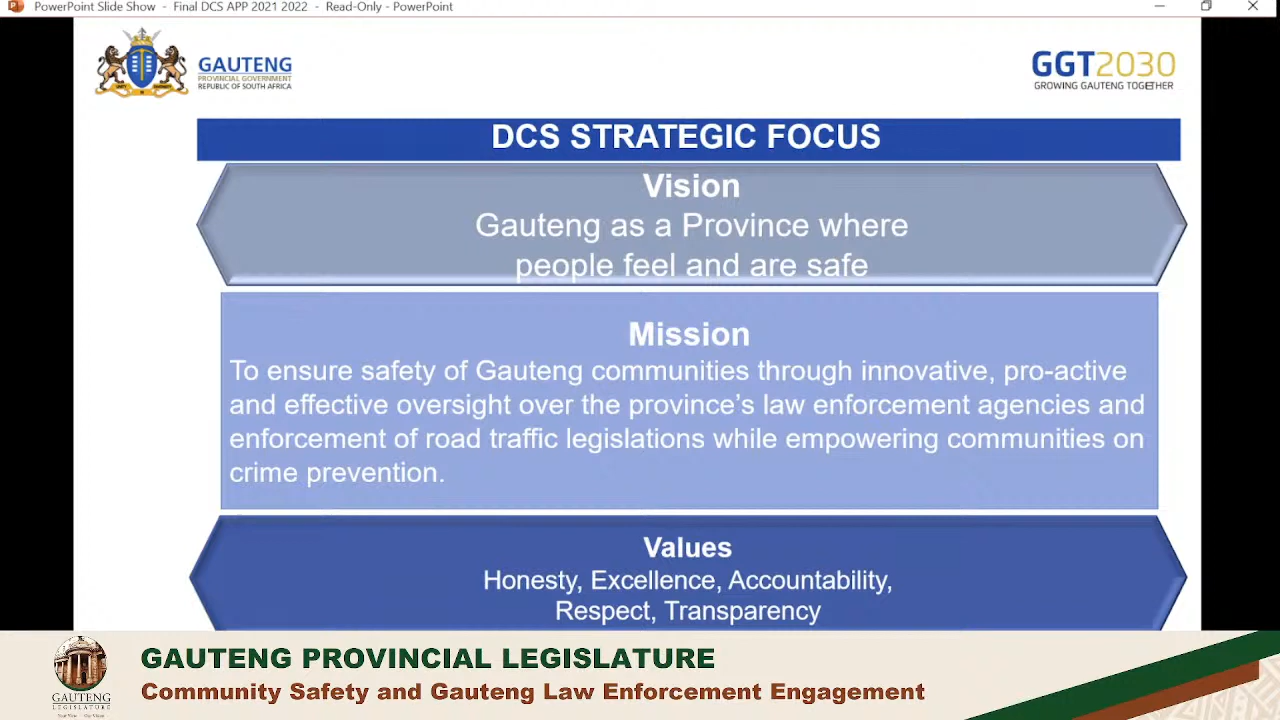 PowerPoint Slide Show - Final DCS APP 2021 2022 - Read-Only - PowerPoint
GAUTENG
PROVINCIAL GOVERNMENT
REPUBLIC OF SOUTH AFRICA
GGT2030
GROWING GAUTENG TOGETHER
DCS STRATEGIC FOCUS
Vision
Gauteng as a Province where
people feel and are safe
Mission
To ensure safety of Gauteng communities through innovative, pro-active
and effective oversight over the province’s law enforcement agencies and
enforcement of road traffic legislations while empowering communities on
crime prevention.
Values
Honesty, Excellence, Accountability,
Respect, Transparency
GAUTENG PROVINCIAL LEGISLATURE
Community Safety and Gauteng Law Enforcement Engagement
GAUTENG
LEGISLATURE